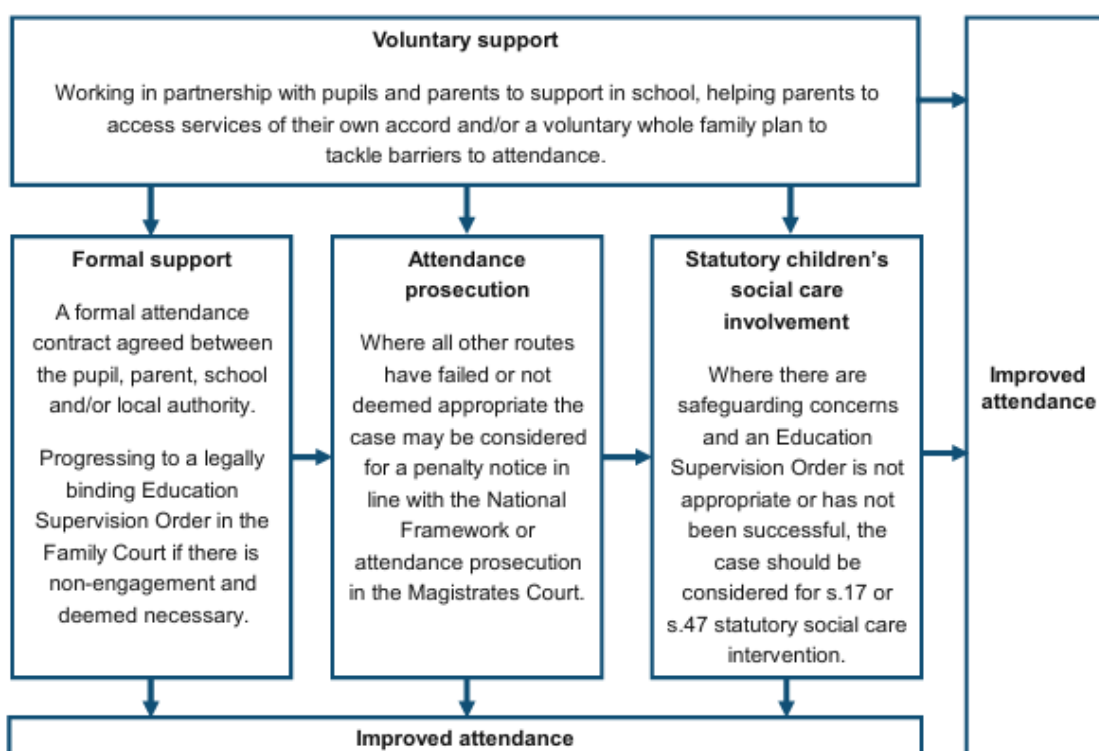 Voluntary support
Working in partnership with pupils and parents to support in school, helping parents to
access services of their own accord and/or a voluntary whole family plan to
tackle barriers to attendance.
Formal support
A formal attendance
contract agreed between
the pupil, parent, school
and/or local authority.
Progressing to a legally
binding Education
Supervision Order in the
Family Court if there is
non-engagement and
deemed necessary.
Attendance
prosecution
Where all other routes
have failed or not
deemed appropriate the
case may be considered
for a penalty notice in
line with the National
Framework or
attendance prosecution
in the Magistrates Court.
Statutory children's
social care
involvement
Where there are
safeguarding concerns
and an Education
Supervision Order is not
appropriate or has not
been successful, the
case should be
considered for s.17 or
s.47 statutory social care
intervention.
Improved
attendance
Improved attendance